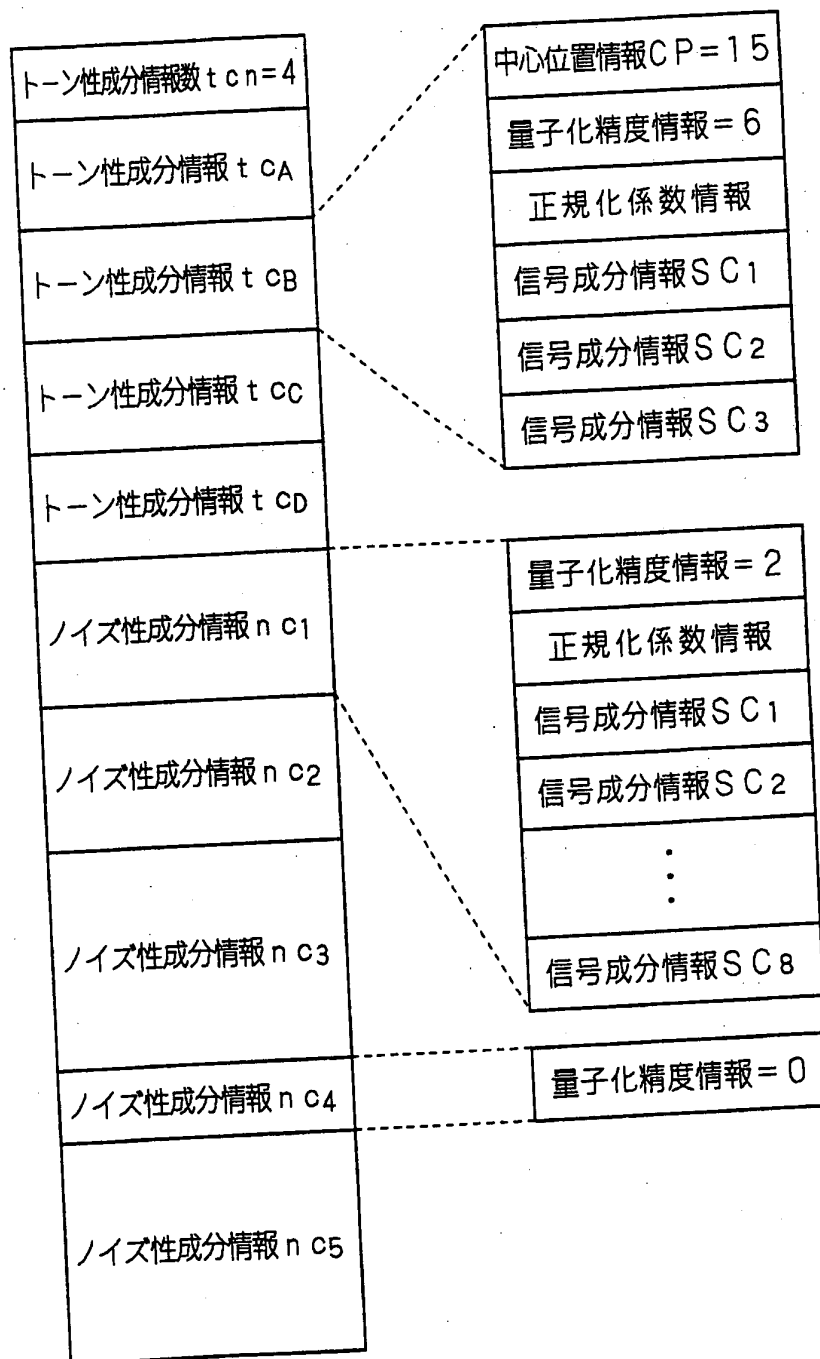 トーン性成分情報数tcn=4
トーン性成分情報tcA
トーン性成分情報tcB
トーン性成分情報tcC
トーン性成分情報tcD
ノイズ性成分情報nc1
ノイズ性成分情報nc2
ノイズ性成分情報nc3
ノイズ性成分情報nc4
ノイズ性成分情報nc5
中心位置情報CP=15
量子化精度情報=6
正規化係数情報
信号成分情報SC1
信号成分情報SC2
信号成分情報SC3
量子化精度情報=2
正規化係数情報
信号成分情報SC1
信号成分情報SC2
信号成分情報SC8
量子化精度情報=0